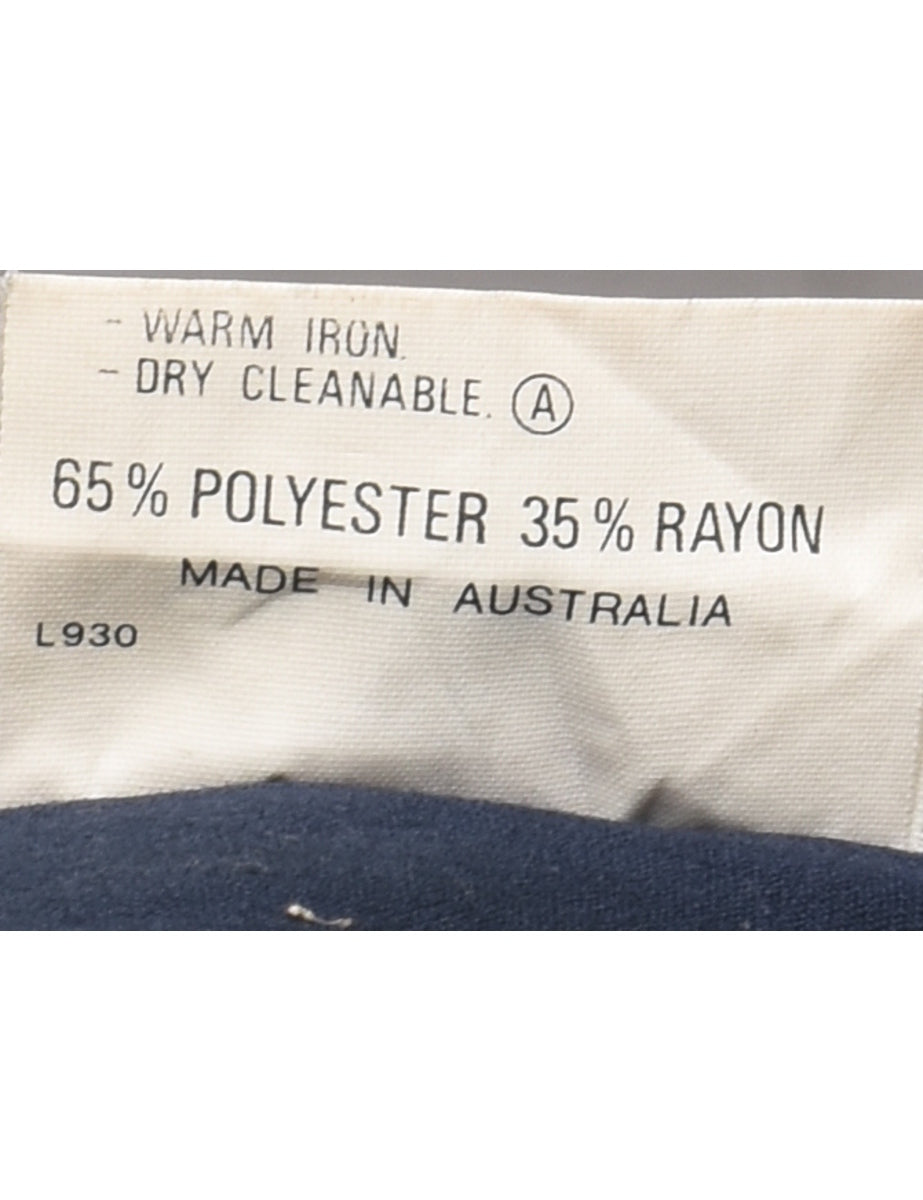 - WARM IRON.
- DRY CLEANABLE. Ⓐ
65% POLYESTER 35% RAYON
MADE IN AUSTRALIA
L930